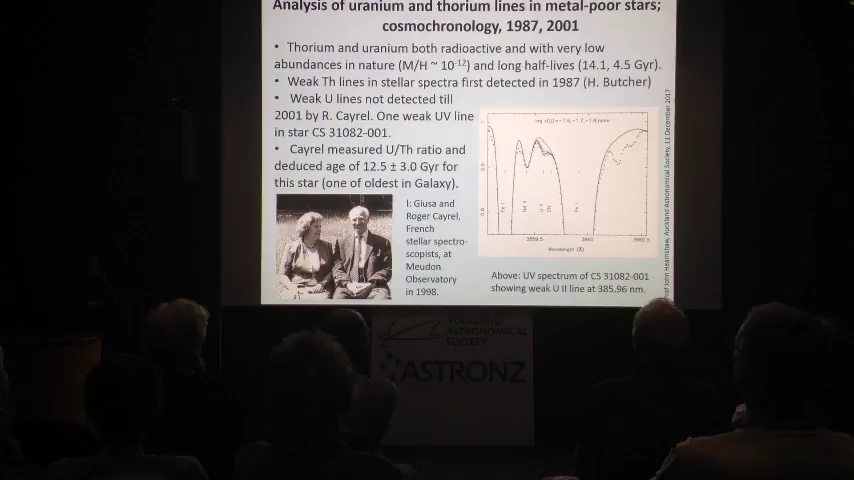 Analysis of uranium and thorium lines in metal-poor stars;
cosmochronology, 1987, 2001
• Thorium and uranium both radioactive and with very low
abundances in nature (M/H ~ 10⁻¹²) and long half-lives (14.1, 4.5 Gyr).
• Weak Th lines in stellar spectra first detected in 1987 (H. Butcher)
• Weak U lines not detected till
2001 by R. Cayrel. One weak UV line
in star CS 31082-001.
• Cayrel measured U/Th ratio and
deduced age of 12.5 ± 3.0 Gyr for
this star (one of oldest in Galaxy).
l: Giusa and
Roger Cayrel,
French
stellar spectro-
scopists, at
Meudon
Observatory
in 1998.
3859.5
3860
3860.5
Wavelength (Å)
Above: UV spectrum of CS 31082-001
showing weak U II line at 385.96 nm.
Prof John Hearnshaw, Auckland Astronomical Society, 11 December 2017
AUCKLAND
ASTRONOMICAL
SOCIETY
ASTRONZ